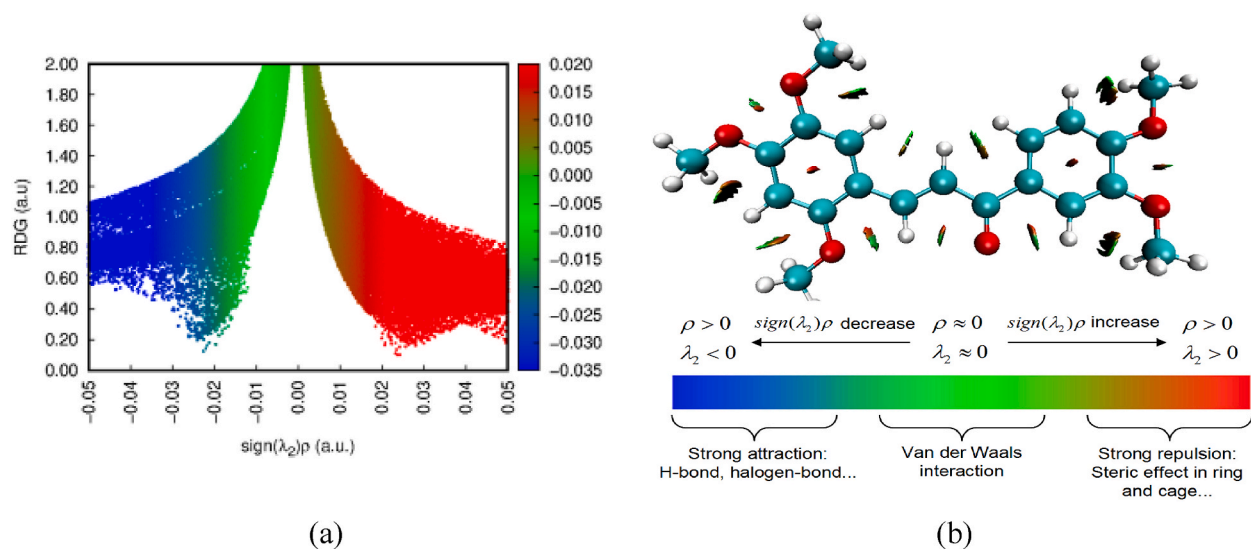 2.00
1.80
1.60
1.40
1.20
1.00
0.80
0.60
0.40
0.20
0.00
RDG (a.u)
−0.05
−0.04
−0.03
−0.02
−0.01
0.00
0.01
0.02
0.03
0.04
0.05
sign(λ₂)ρ (a.u.)
0.020
0.015
0.010
0.005
0.000
−0.005
−0.010
−0.015
−0.020
−0.025
−0.030
−0.035
(a)
ρ > 0 sign(λ₂)ρ decrease ρ ≈ 0 sign(λ₂)ρ increase ρ > 0
λ₂ < 0 λ₂ ≈ 0 λ₂ > 0
Strong attraction:
H-bond, halogen-bond...
Van der Waals
interaction
Strong repulsion:
Steric effect in ring
and cage...
(b)